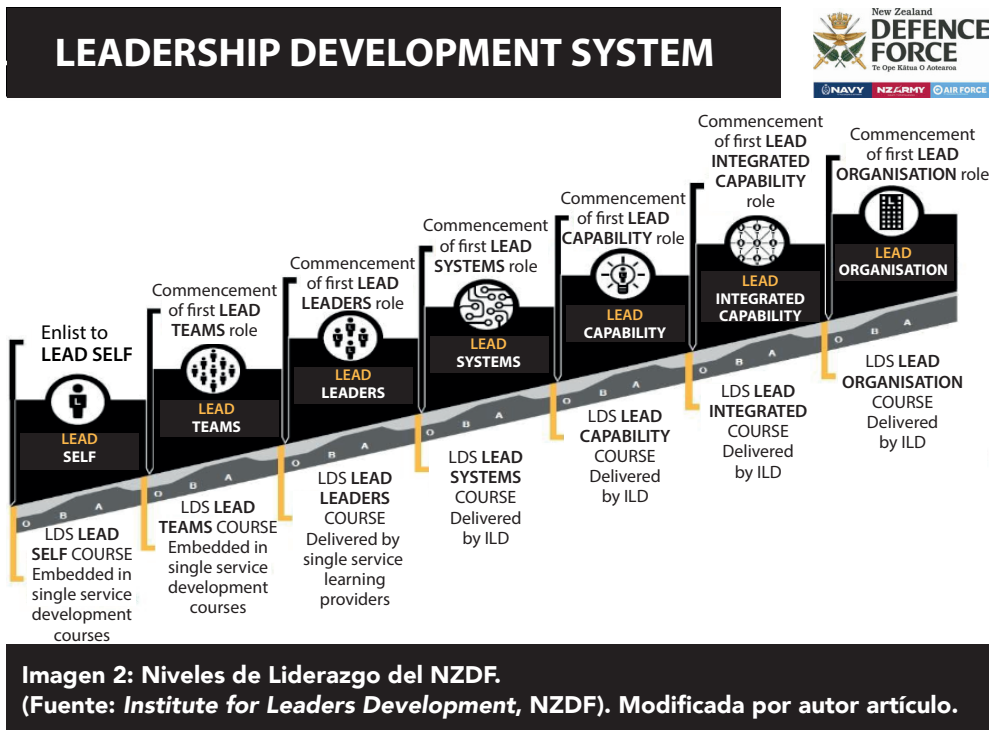 LEADERSHIP DEVELOPMENT SYSTEM
New Zealand
DEFENCE
FORCE
Te Ope Kātua O Aotearoa
NAVY
NZARMY
AIR FORCE
Enlist to
LEAD SELF
LEAD
SELF
Commencement
of first LEAD
TEAMS role
LEAD
TEAMS
Commencement
of first LEAD
LEADERS role
LEAD
LEADERS
Commencement
of first LEAD
SYSTEMS role
LEAD
SYSTEMS
Commencement
of first LEAD
CAPABILITY role
LEAD
CAPABILITY
Commencement
of first LEAD
INTEGRATED
CAPABILITY
role
LEAD
INTEGRATED
CAPABILITY
Commencement
of first LEAD
ORGANISATION role
LEAD
ORGANISATION
O B A
O B A
O B A
O B A
O B A
O B A
O B A
LDS LEAD
SELF COURSE
Embedded in
single service
development
courses
LDS LEAD
TEAMS COURSE
Embedded in
single service
development
courses
LDS LEAD
LEADERS
COURSE
Delivered by
single service
learning
providers
LDS LEAD
SYSTEMS
COURSE
Delivered
by ILD
LDS LEAD
CAPABILITY
COURSE
Delivered
by ILD
LDS LEAD
INTEGRATED
COURSE
Delivered
by ILD
LDS LEAD
ORGANISATION
COURSE
Delivered
by ILD
Imagen 2: Niveles de Liderazgo del NZDF.
(Fuente: Institute for Leaders Development, NZDF). Modificada por autor artículo.